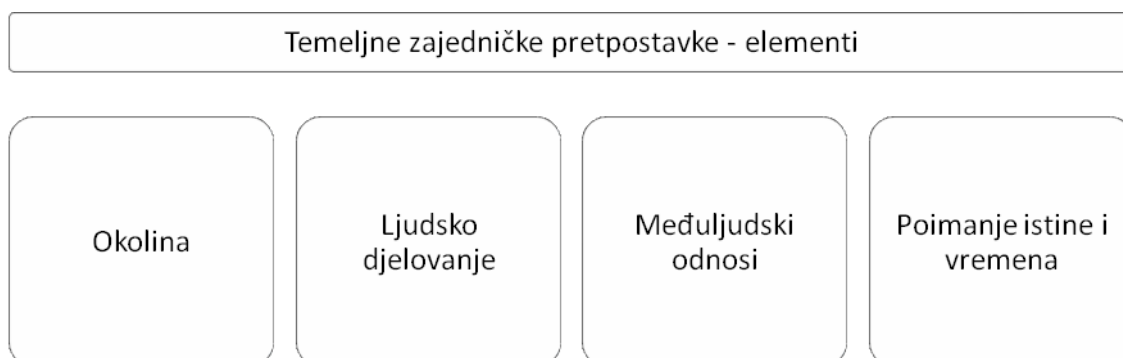 Temeljne zajedničke pretpostavke - elementi
Okolina
Ljudsko
djelovanje
Međuljudski
odnosi
Poimanje istine i
vremena